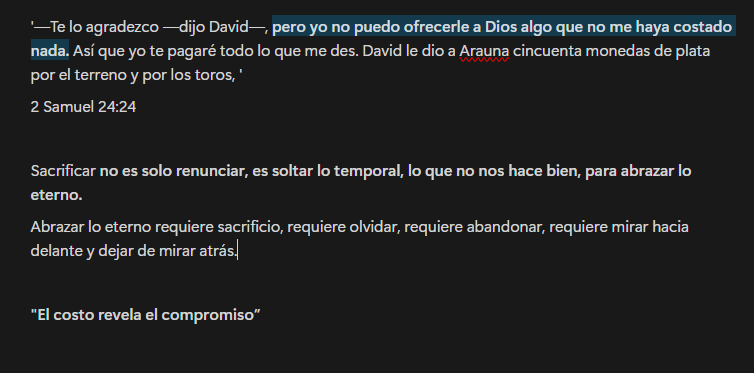 '—Te lo agradezco —dijo David—, pero yo no puedo ofrecerle a Dios algo que no me haya costado
nada. Así que yo te pagaré todo lo que me des. David le dio a Arauna cincuenta monedas de plata
por el terreno y por los toros, '
2 Samuel 24:24
Sacrificar no es solo renunciar, es soltar lo temporal, lo que no nos hace bien, para abrazar lo
eterno.
Abrazar lo eterno requiere sacrificio, requiere olvidar, requiere abandonar, requiere mirar hacia
delante y dejar de mirar atrás.
"El costo revela el compromiso”